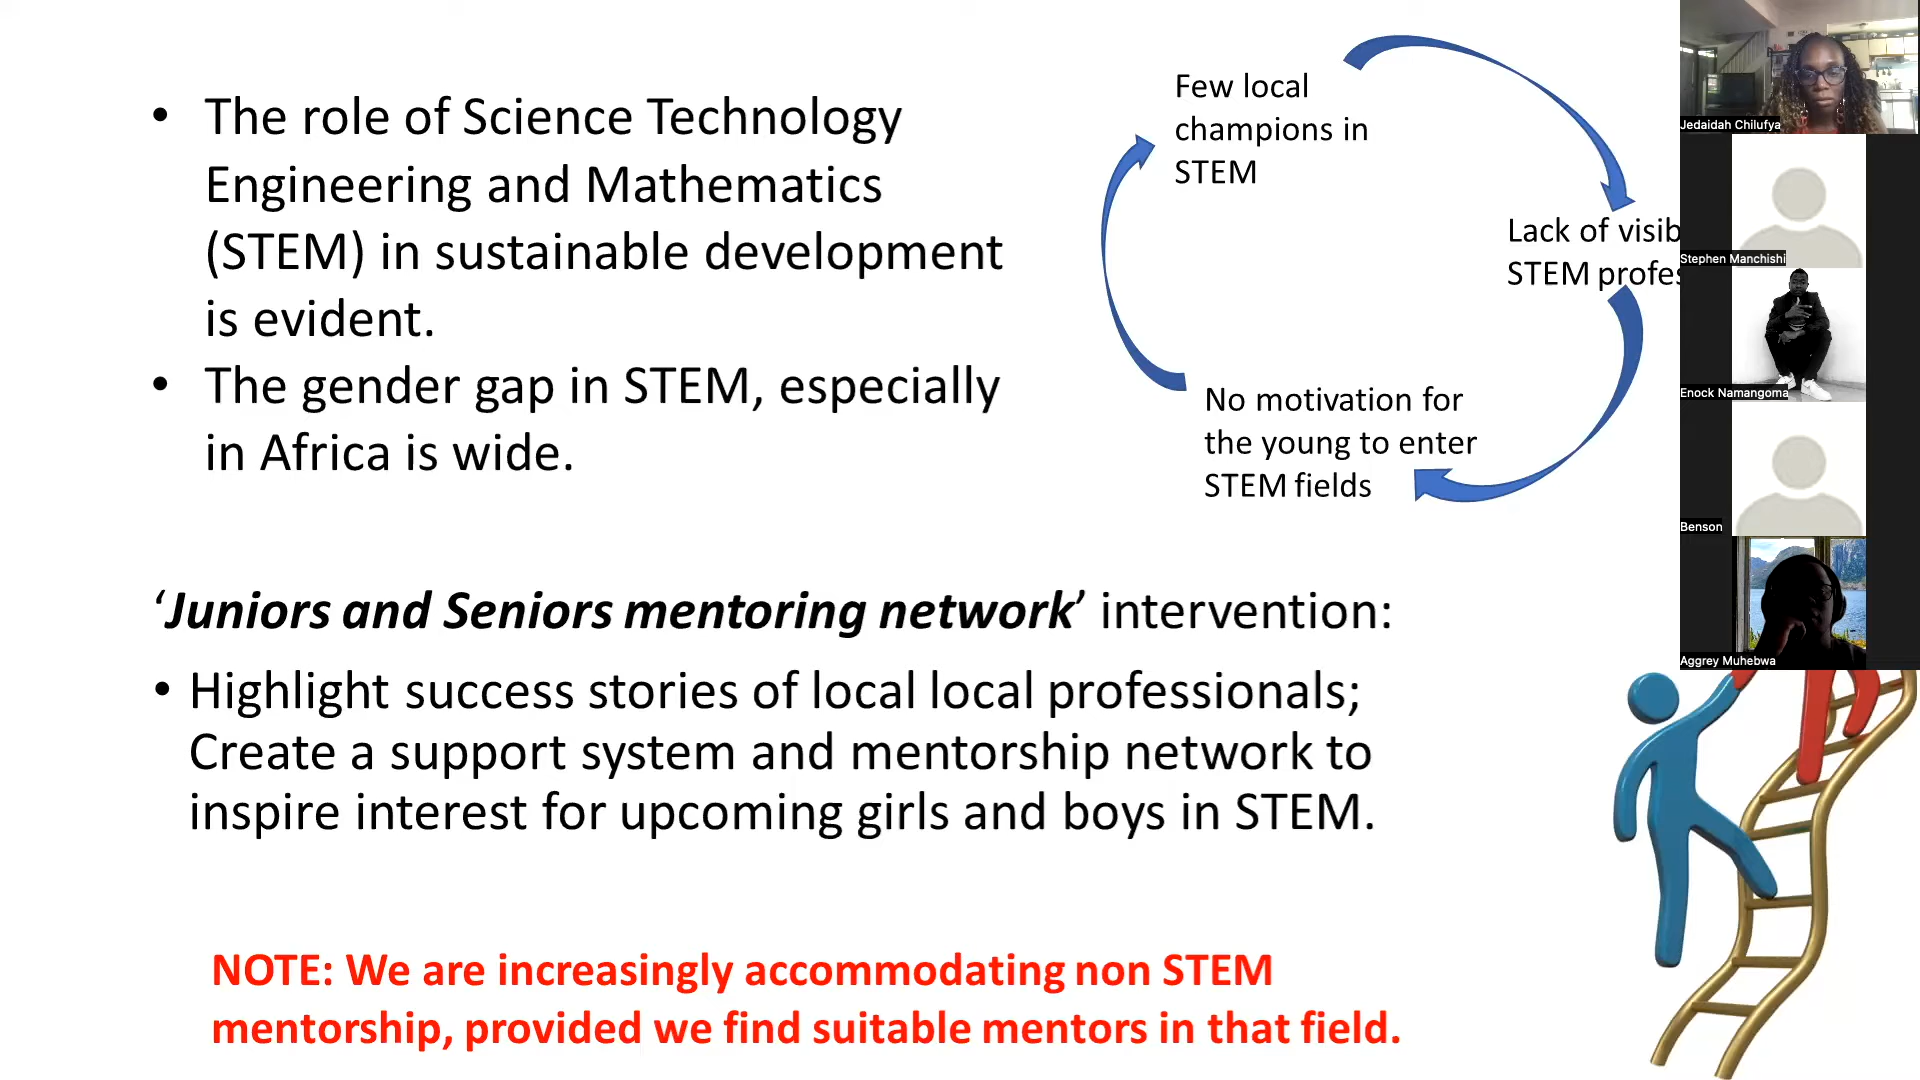 • The role of Science Technology
Engineering and Mathematics
(STEM) in sustainable development
is evident.
• The gender gap in STEM, especially
in Africa is wide.
Few local
champions in
STEM
Lack of
STEM
No motivation for
the young to enter
STEM fields
‘Juniors and Seniors mentoring network’ intervention:
• Highlight success stories of local local professionals;
Create a support system and mentorship network to
inspire interest for upcoming girls and boys in STEM.
NOTE: We are increasingly accommodating non STEM
mentorship, provided we find suitable mentors in that field.
Jedaidah Chilufya
Stephen Manchishi
Enock Namangoma
Benson
Aggrey Muhebwa